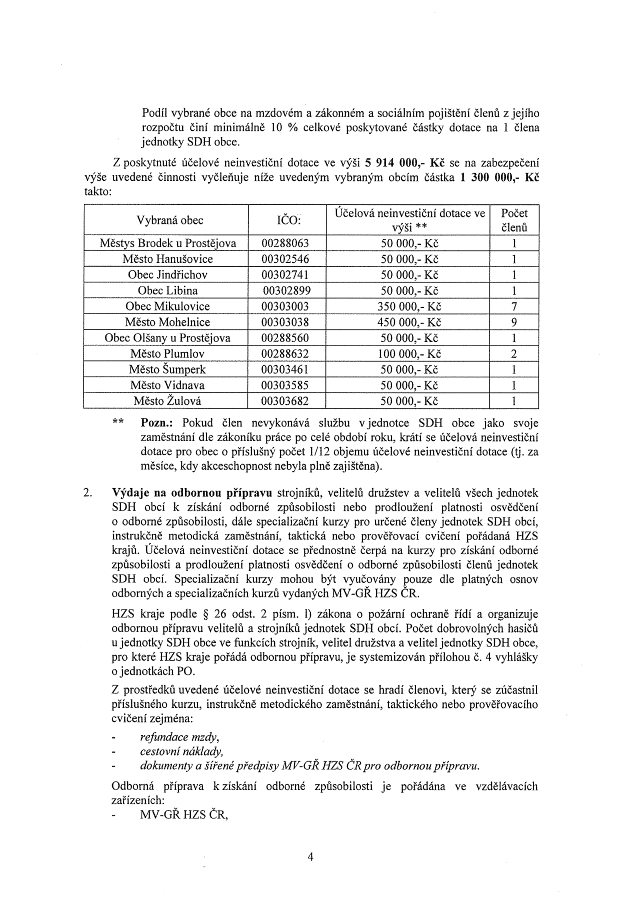 Podíl vybrané obce na mzdovém a zákonném a sociálním pojištění členů z jejího
rozpočtu činí minimálně 10 % celkové poskytované částky dotace na 1 člena
jednotky SDH obce.
Z poskytnuté účelové neinvestiční dotace ve výši 5 914 000,- Kč se na zabezpečení
výše uvedené činnosti vyčleňuje níže uvedeným vybraným obcím částka 1 300 000,- Kč
takto:
Vybraná obec IČO: Účelová neinvestiční dotace ve výši ** Počet členů
Městys Brodek u Prostějova 00288063 50 000,- Kč 1
Město Hanušovice 00302546 50 000,- Kč 1
Obec Jindřichov 00302741 50 000,- Kč 1
Obec Libina 00302899 50 000,- Kč 1
Obec Mikulovice 00303003 350 000,- Kč 7
Město Mohelnice 00303038 450 000,- Kč 9
Obec Olšany u Prostějova 00288560 50 000,- Kč 1
Město Plumlov 00288632 100 000,- Kč 2
Město Šumperk 00303461 50 000,- Kč 1
Město Vidnava 00303585 50 000,- Kč 1
Město Žulová 00303682 50 000,- Kč 1
** Pozn.: Pokud člen nevykonává službu v jednotce SDH obce jako svoje
zaměstnání dle zákoníku práce po celé období roku, krátí se účelová neinvestiční
dotace pro obec o příslušný počet 1/12 objemu účelové neinvestiční dotace (tj. za
měsíce, kdy akceschopnost nebyla plně zajištěna).
2. Výdaje na odbornou přípravu strojníků, velitelů družstev a velitelů všech jednotek
SDH obcí k získání odborné způsobilosti nebo prodloužení platnosti osvědčení
o odborné způsobilosti, dále specializační kurzy pro určené členy jednotek SDH obcí,
instrukčně metodická zaměstnání, taktická nebo prověřovací cvičení pořádaná HZS
krajů. Účelová neinvestiční dotace se přednostně čerpá na kurzy pro získání odborné
způsobilosti a prodloužení platnosti osvědčení o odborné způsobilosti členů jednotek
SDH obcí. Specializační kurzy mohou být vyučovány pouze dle platných osnov
odborných a specializačních kurzů vydaných MV-GŘ HZS ČR.
HZS kraje podle § 26 odst. 2 písm. l) zákona o požární ochraně řídí a organizuje
odbornou přípravu velitelů a strojníků jednotek SDH obcí. Počet dobrovolných hasičů
u jednotky SDH obce ve funkcích strojník, velitel družstva a velitel jednotky SDH obce,
pro které HZS kraje pořádá odbornou přípravu, je systemizován přílohou č. 4 vyhlášky
o jednotkách PO.
Z prostředků uvedené účelové neinvestiční dotace se hradí členovi, který se zúčastnil
příslušného kurzu, instrukčně metodického zaměstnání, taktického nebo prověřovacího
cvičení zejména:
- refundace mzdy,
- cestovní náklady,
- dokumenty a šířené předpisy MV-GŘ HZS ČR pro odbornou přípravu.
Odborná příprava k získání odborné způsobilosti je pořádána ve vzdělávacích
zařízeních:
- MV-GŘ HZS ČR,
4